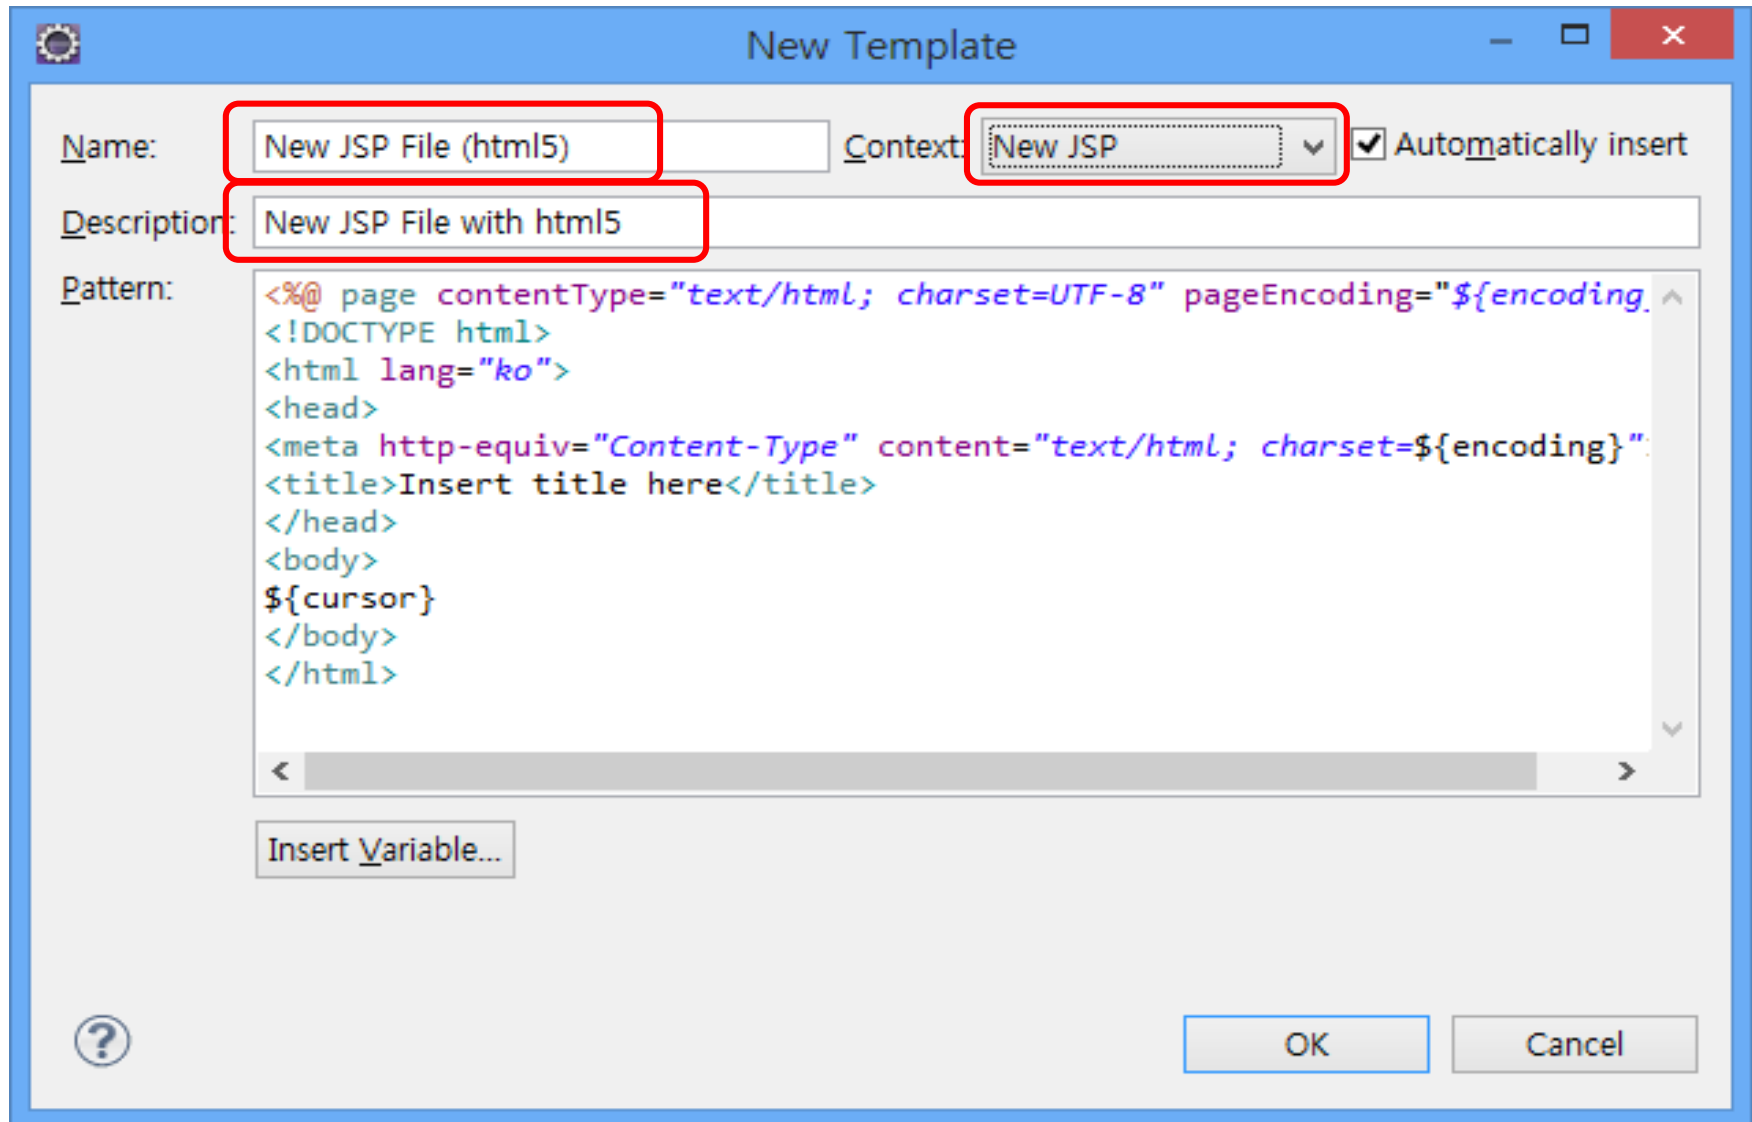 New Template
Name: New JSP File (html5) Context: New JSP Automatically insert
Description: New JSP File with html5
Pattern:
<%@ page contentType="text/html; charset=UTF-8" pageEncoding="${encoding
<!DOCTYPE html>
<html lang="ko">
<head>
<meta http-equiv="Content-Type" content="text/html; charset=${encoding}"
<title>Insert title here</title>
</head>
<body>
${cursor}
</body>
</html>
Insert Variable...
OK Cancel